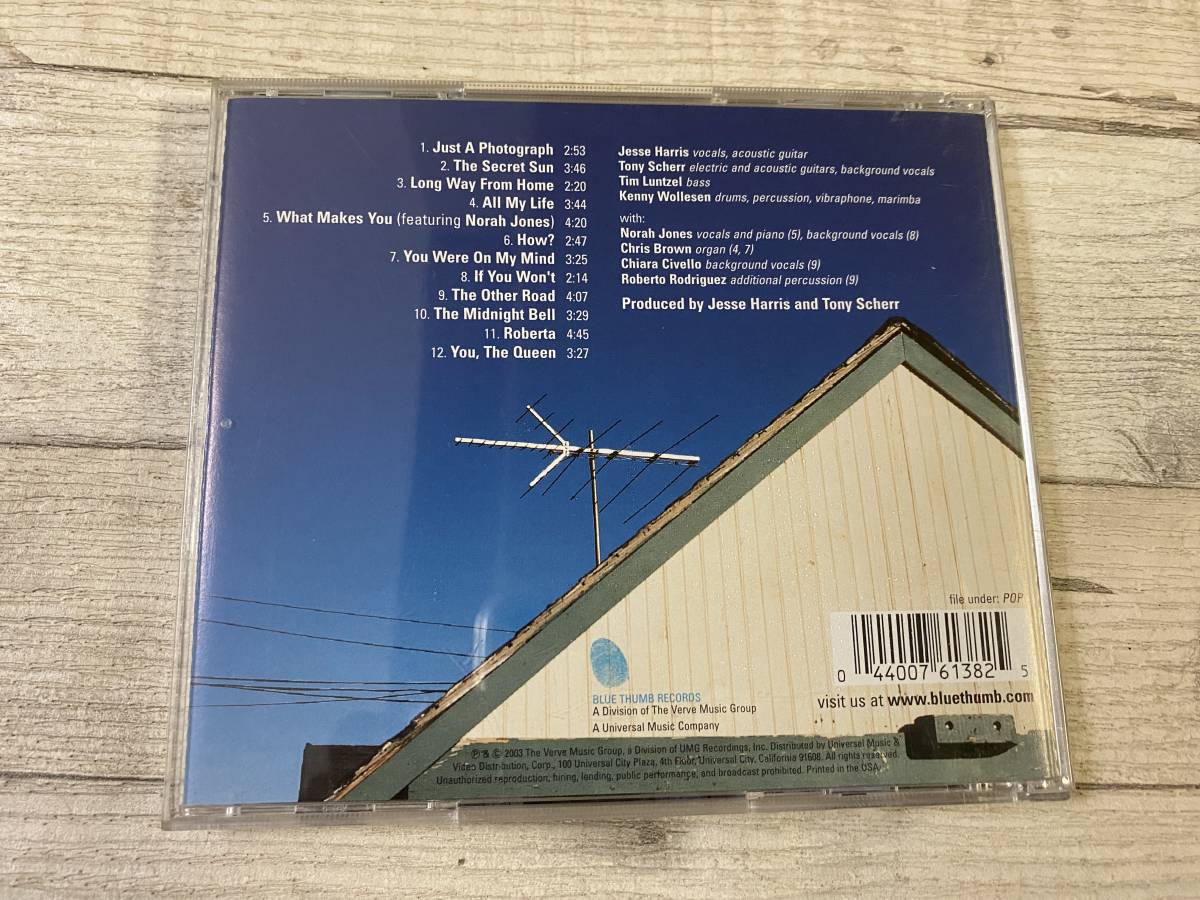 1. Just A Photograph 2:53
2. The Secret Sun 3:46
3. Long Way From Home 2:20
4. All My Life 3:44
5. What Makes You (featuring Norah Jones) 4:20
6. How? 2:47
7. You Were On My Mind 3:25
8. If You Won't 2:14
9. The Other Road 4:07
10. The Midnight Bell 3:29
11. Roberta 4:45
12. You, The Queen 3:27
Jesse Harris vocals, acoustic guitar
Tony Scherr electric and acoustic guitars, background vocals
Tim Luntzel bass
Kenny Wollesen drums, percussion, vibraphone, marimba
with:
Norah Jones vocals and piano (5), background vocals (8)
Chris Brown organ (4, 7)
Chiara Civello background vocals (9)
Roberto Rodriguez additional percussion (9)
Produced by Jesse Harris and Tony Scherr
file under: POP
0 44007 61382 5
visit us at www.bluethumb.com
BLUE THUMB RECORDS
A Division of The Verve Music Group
A Universal Music Company
℗ & © 2003 The Verve Music Group, a Division of UMG Recordings, Inc. Distributed by Universal Music &
Video Distribution, Corp., 100 Universal City Plaza, 4th Floor, Universal City, California 91608. All rights reserved.
Unauthorized reproduction, hiring, lending, public performance, and broadcast prohibited. Printed in the USA.